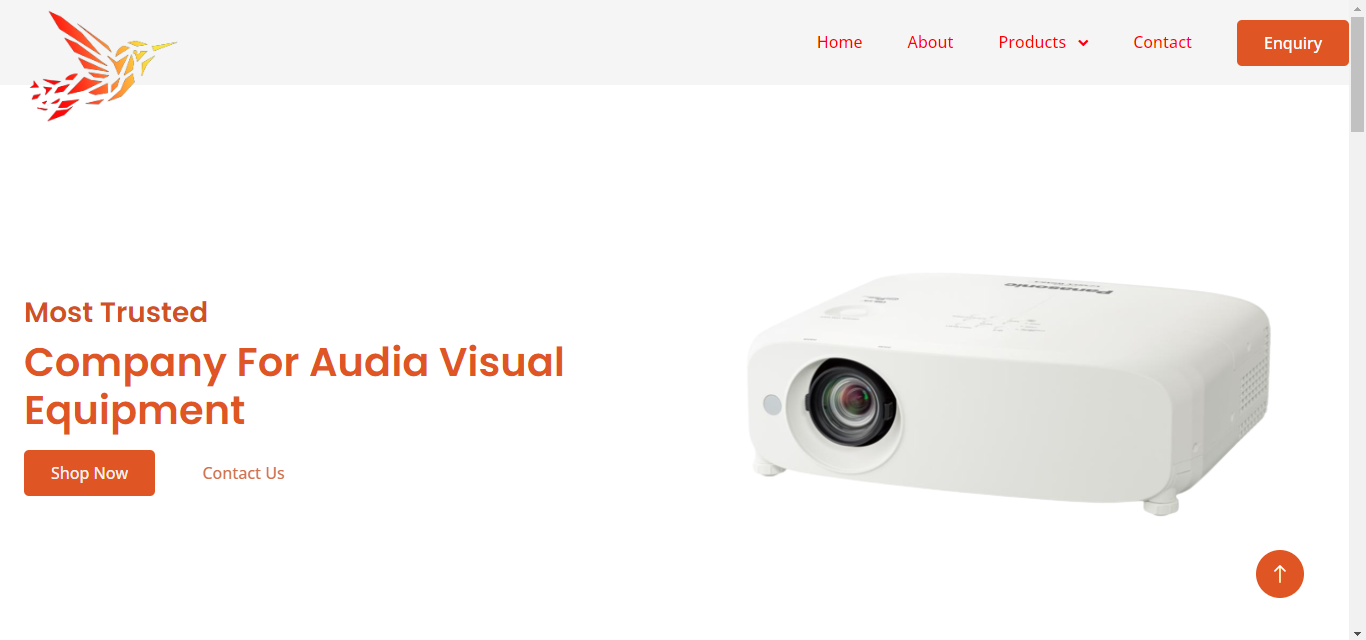 Home About Products Contact Enquiry
Panasonic
Most Trusted
Company For Audia Visual
Equipment
Shop Now Contact Us